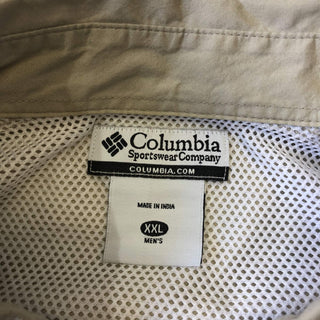 Columbia
Sportswear Company
COLUMBIA.COM
MADE IN INDIA
XXL
MEN'S